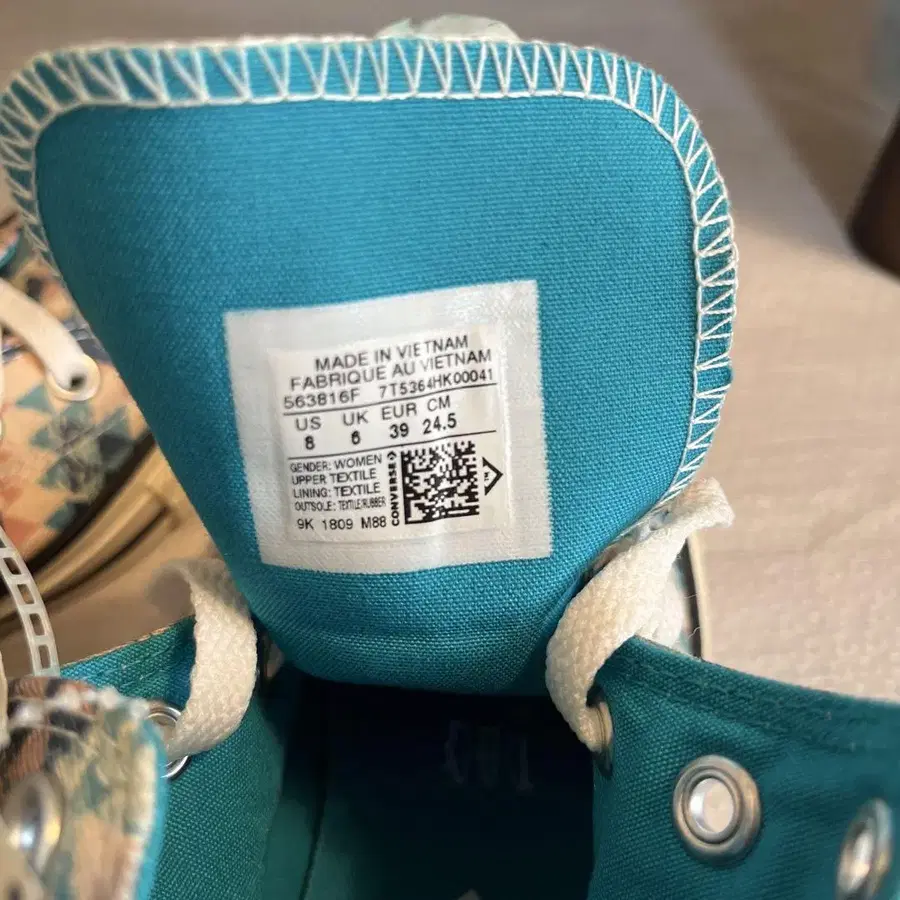 MADE IN VIETNAM
FABRIQUE AU VIETNAM
563816F 7T5364HK00041
US UK EUR CM
8 6 39 24.5
GENDER: WOMEN
UPPER TEXTILE
LINING: TEXTILE
OUTSOLE: TEXTILE/RUBBER
9K 1809 M88
CONVERSE
TM